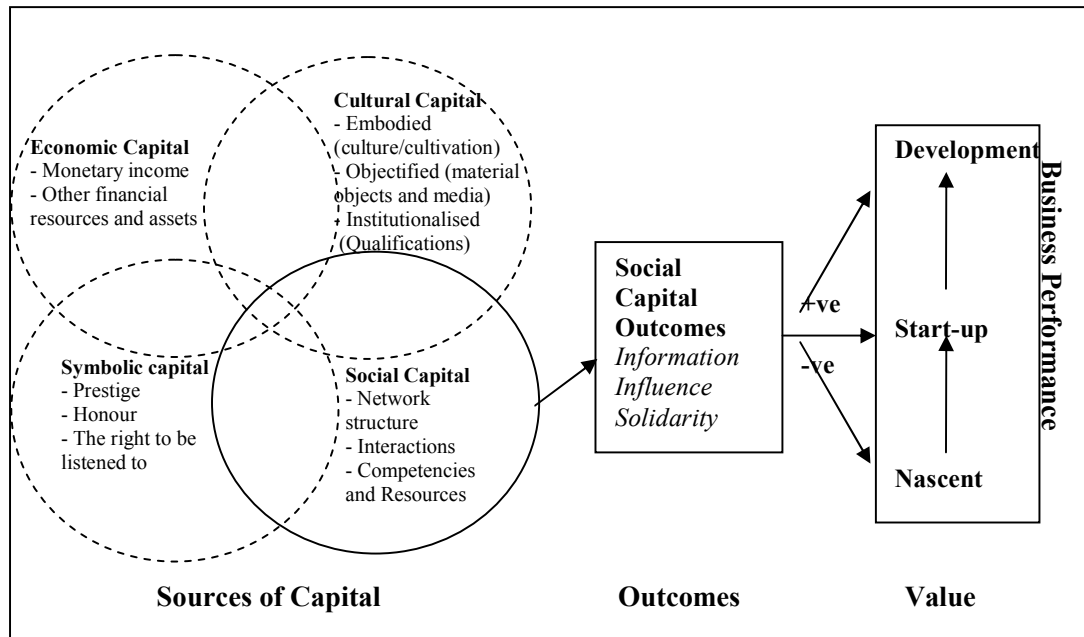 Economic Capital
- Monetary income
- Other financial
resources and assets
Cultural Capital
- Embodied
(culture/cultivation)
- Objectified (material
objects and media)
- Institutionalised
(Qualifications)
Symbolic capital
- Prestige
- Honour
- The right to be
listened to
Social Capital
- Network
structure
- Interactions
- Competencies
and Resources
Social
Capital
Outcomes
Information
Influence
Solidarity
+ve
-ve
Development
Start-up
Nascent
Business Performance
Sources of Capital
Outcomes
Value